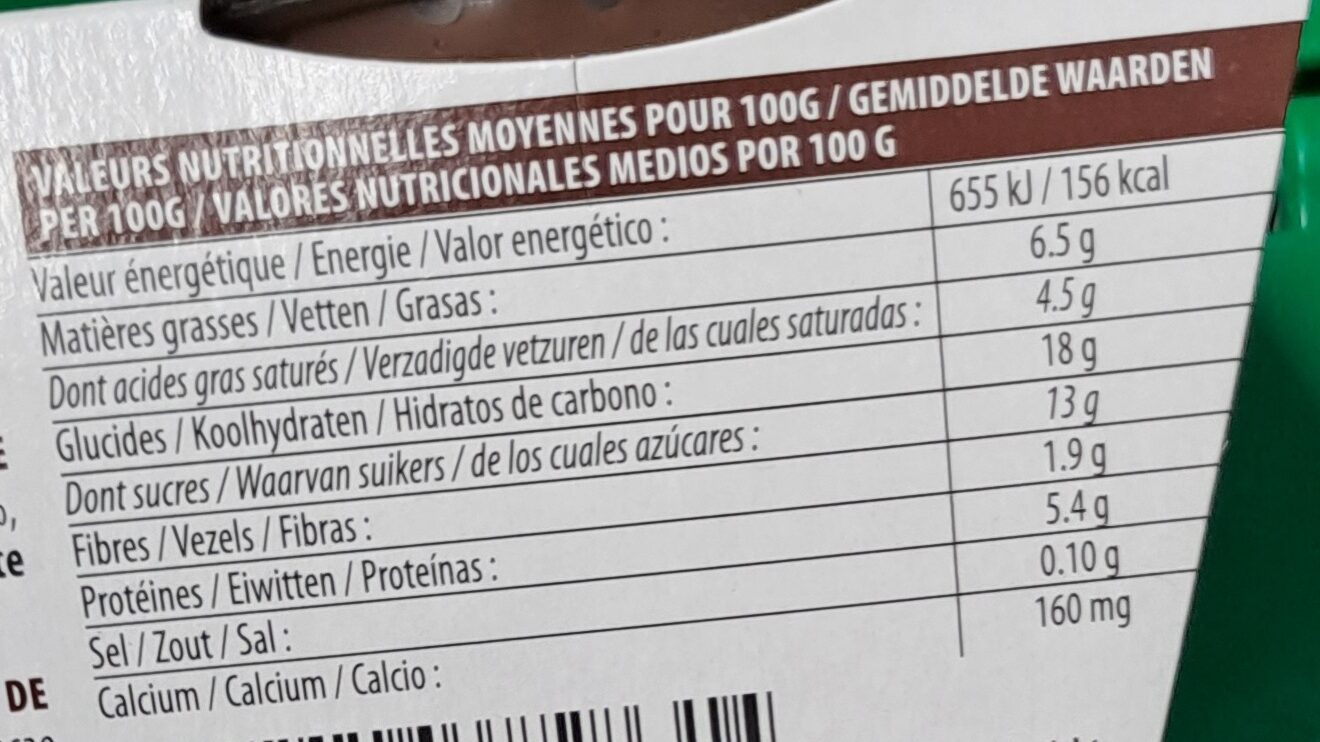 VALEURS NUTRITIONNELLES MOYENNES POUR 100G / GEMIDDELDE WAARDEN
PER 100G / VALORES NUTRICIONALES MEDIOS POR 100 G
Valeur énergétique / Energie / Valor energético : 655 kJ / 156 kcal
Matières grasses / Vetten / Grasas : 6.5 g
Dont acides gras saturés / Verzadigde vetzuren / de las cuales saturadas : 4.5 g
Glucides / Koolhydraten / Hidratos de carbono : 18 g
Dont sucres / Waarvan suikers / de los cuales azúcares : 13 g
Fibres / Vezels / Fibras : 1.9 g
Protéines / Eiwitten / Proteínas : 5.4 g
Sel / Zout / Sal : 0.10 g
Calcium / Calcium / Calcio : 160 mg
DE